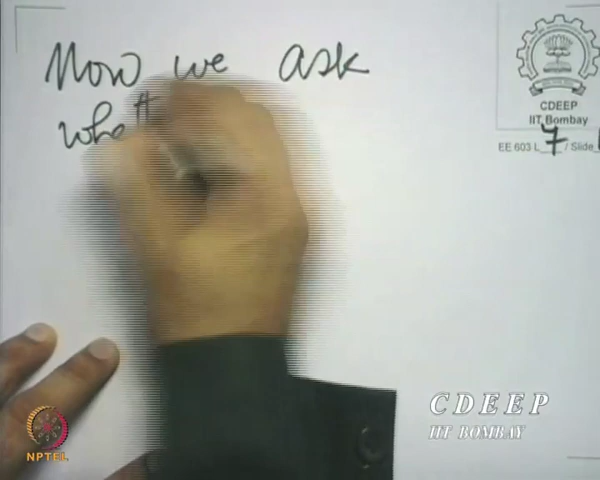 Now we ask
CDEEP
IIT Bombay
EE 603 L 7 / Slide
CDEEP
IIT BOMBAY
NPTEL